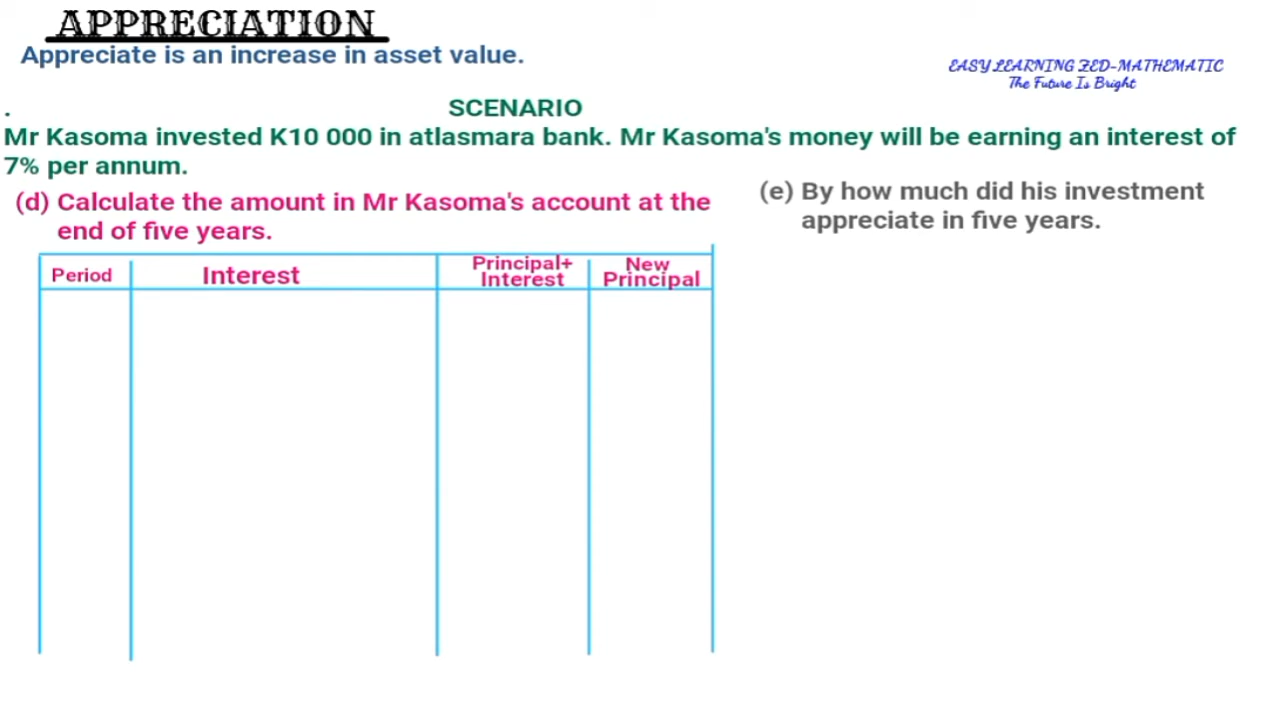 APPRECIATION
Appreciate is an increase in asset value.
EASY LEARNING ZED-MATHEMATIC
The Future Is Bright
.
SCENARIO
Mr Kasoma invested K10 000 in atlasmara bank. Mr Kasoma's money will be earning an interest of
7% per annum.
(d) Calculate the amount in Mr Kasoma's account at the
end of five years.
Period Interest Principal+ Interest New Principal
(e) By how much did his investment
appreciate in five years.